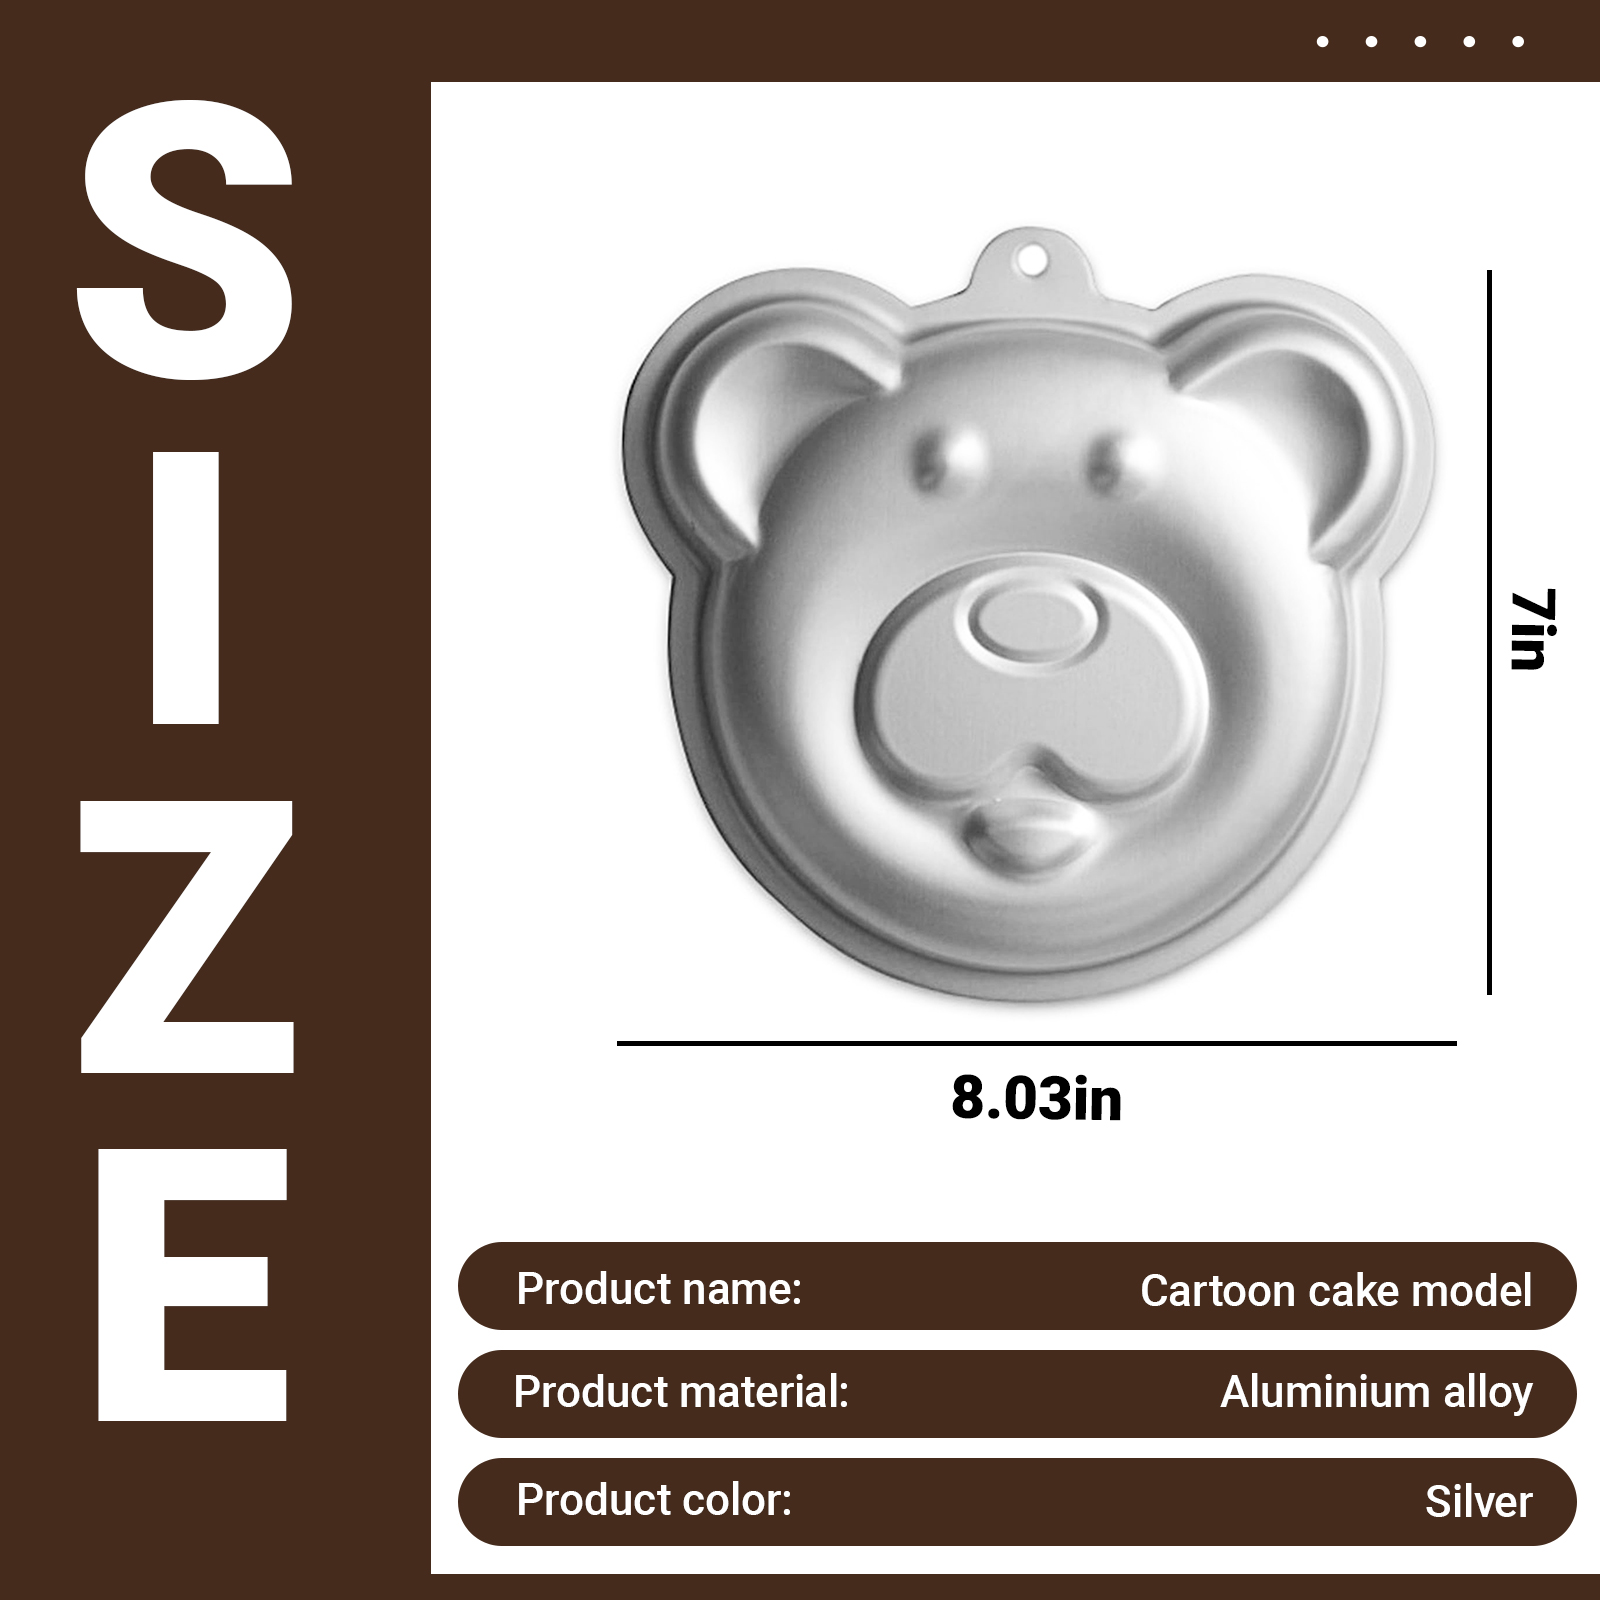 SIZE
7in
8.03in
Product name: Cartoon cake model
Product material: Aluminium alloy
Product color: Silver